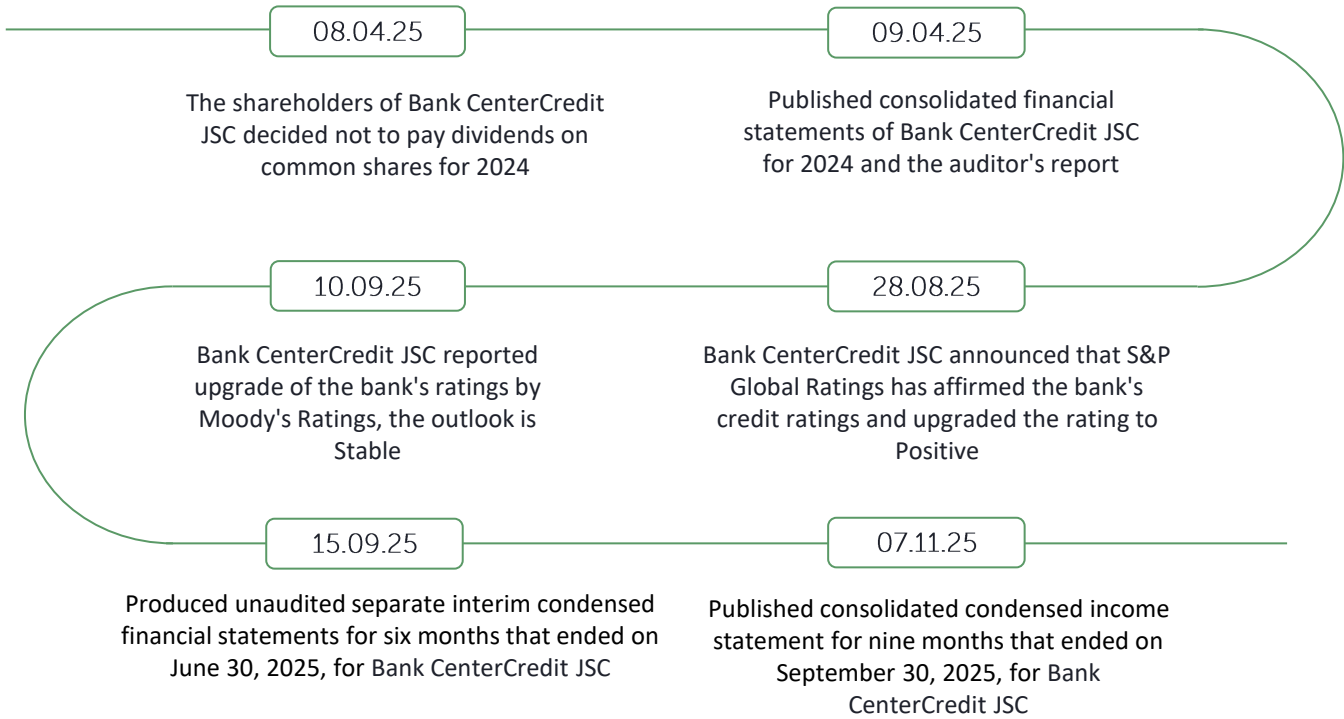 08.04.25
The shareholders of Bank CenterCredit
JSC decided not to pay dividends on
common shares for 2024
09.04.25
Published consolidated financial
statements of Bank CenterCredit JSC
for 2024 and the auditor's report
28.08.25
Bank CenterCredit JSC announced that S&P
Global Ratings has affirmed the bank's
credit ratings and upgraded the rating to
Positive
10.09.25
Bank CenterCredit JSC reported
upgrade of the bank's ratings by
Moody's Ratings, the outlook is
Stable
15.09.25
Produced unaudited separate interim condensed
financial statements for six months that ended on
June 30, 2025, for Bank CenterCredit JSC
07.11.25
Published consolidated condensed income
statement for nine months that ended on
September 30, 2025, for Bank
CenterCredit JSC